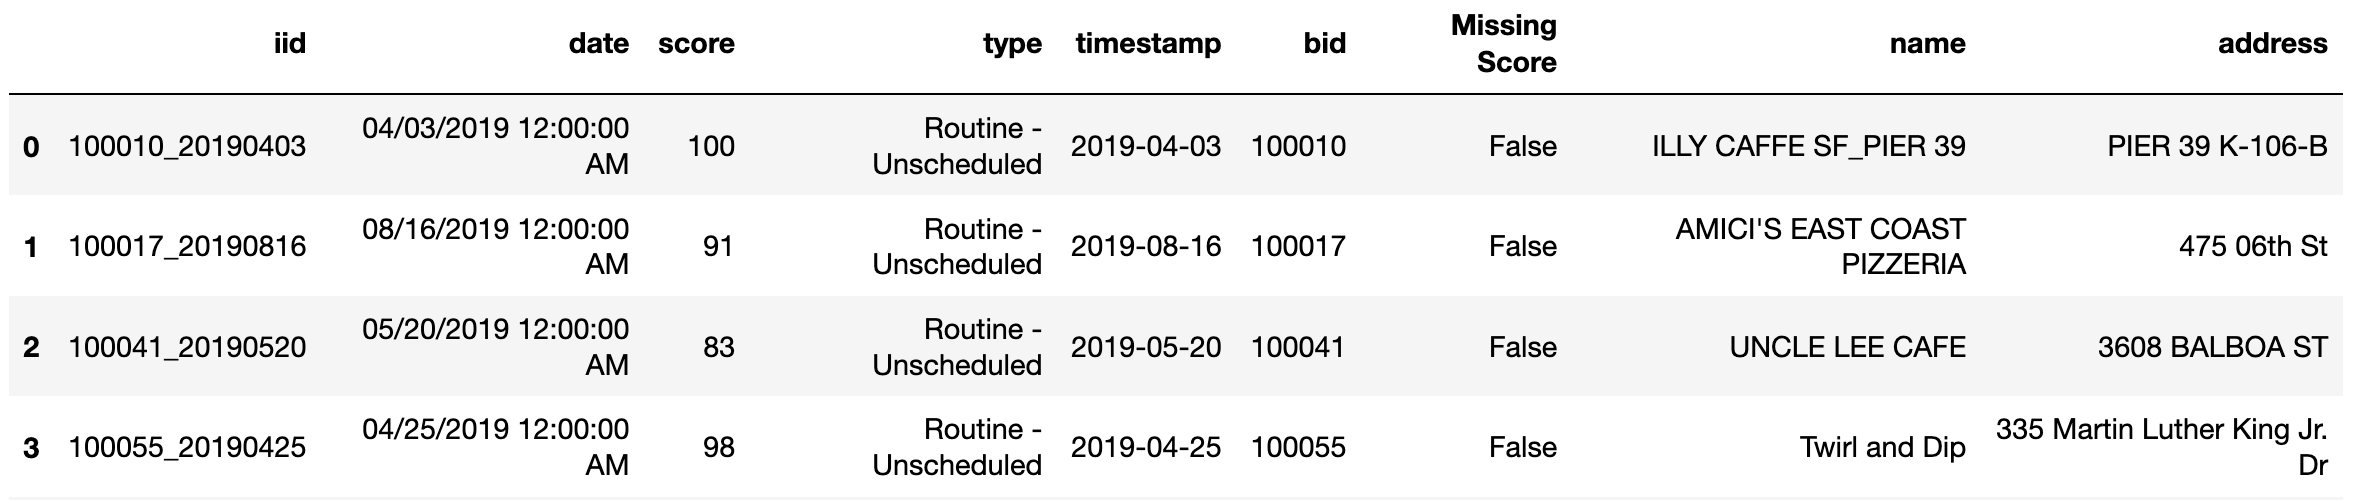 iid date score type timestamp bid Missing Score name address
0 100010_20190403 04/03/2019 12:00:00 AM 100 Routine - Unscheduled 2019-04-03 100010 False ILLY CAFFE SF_PIER 39 PIER 39 K-106-B
1 100017_20190816 08/16/2019 12:00:00 AM 91 Routine - Unscheduled 2019-08-16 100017 False AMICI'S EAST COAST PIZZERIA 475 06th St
2 100041_20190520 05/20/2019 12:00:00 AM 83 Routine - Unscheduled 2019-05-20 100041 False UNCLE LEE CAFE 3608 BALBOA ST
3 100055_20190425 04/25/2019 12:00:00 AM 98 Routine - Unscheduled 2019-04-25 100055 False Twirl and Dip 335 Martin Luther King Jr. Dr